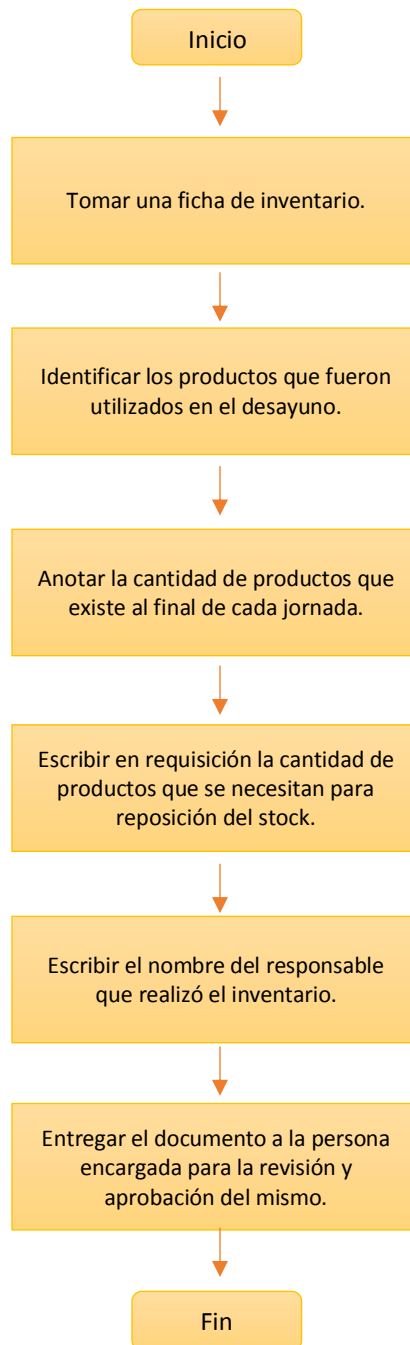 Inicio
Tomar una ficha de inventario.
Identificar los productos que fueron
utilizados en el desayuno.
Anotar la cantidad de productos que
existe al final de cada jornada.
Escribir en requisición la cantidad de
productos que se necesitan para
reposición del stock.
Escribir el nombre del responsable
que realizó el inventario.
Entregar el documento a la persona
encargada para la revisión y
aprobación del mismo.
Fin